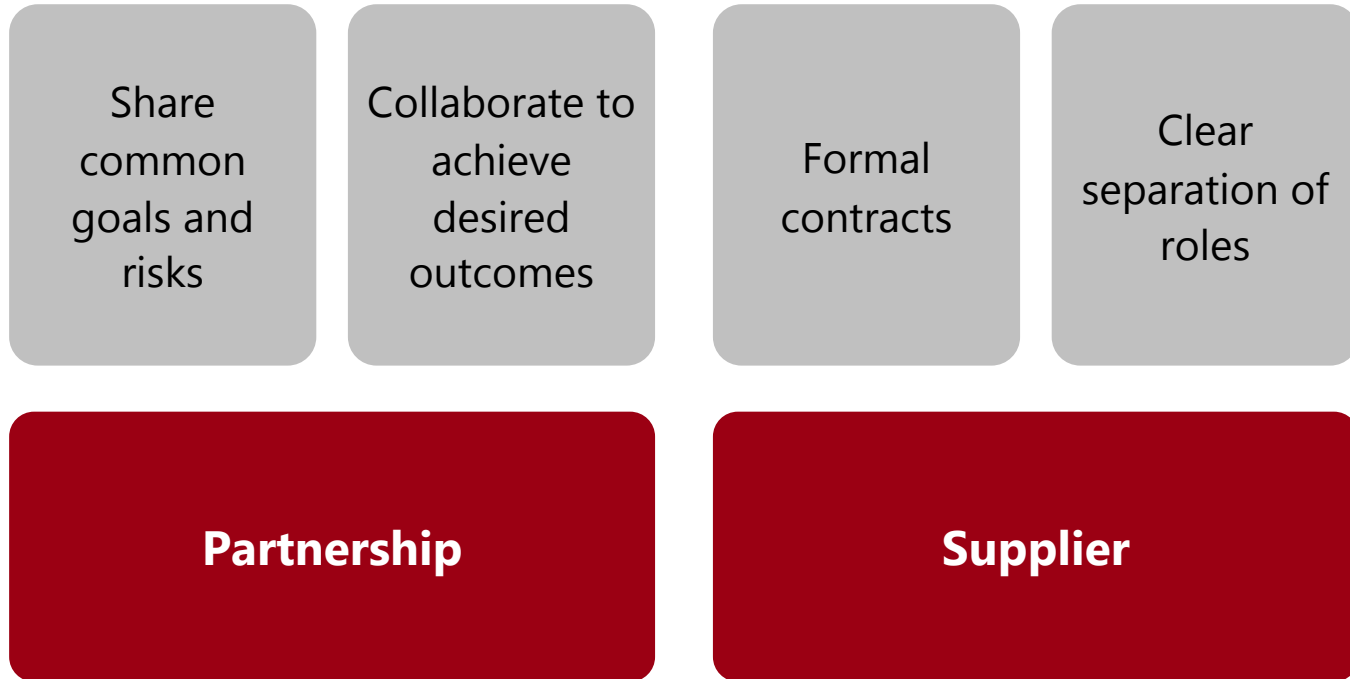 Share
common
goals and
risks
Collaborate to
achieve
desired
outcomes
Formal
contracts
Clear
separation of
roles
Partnership
Supplier